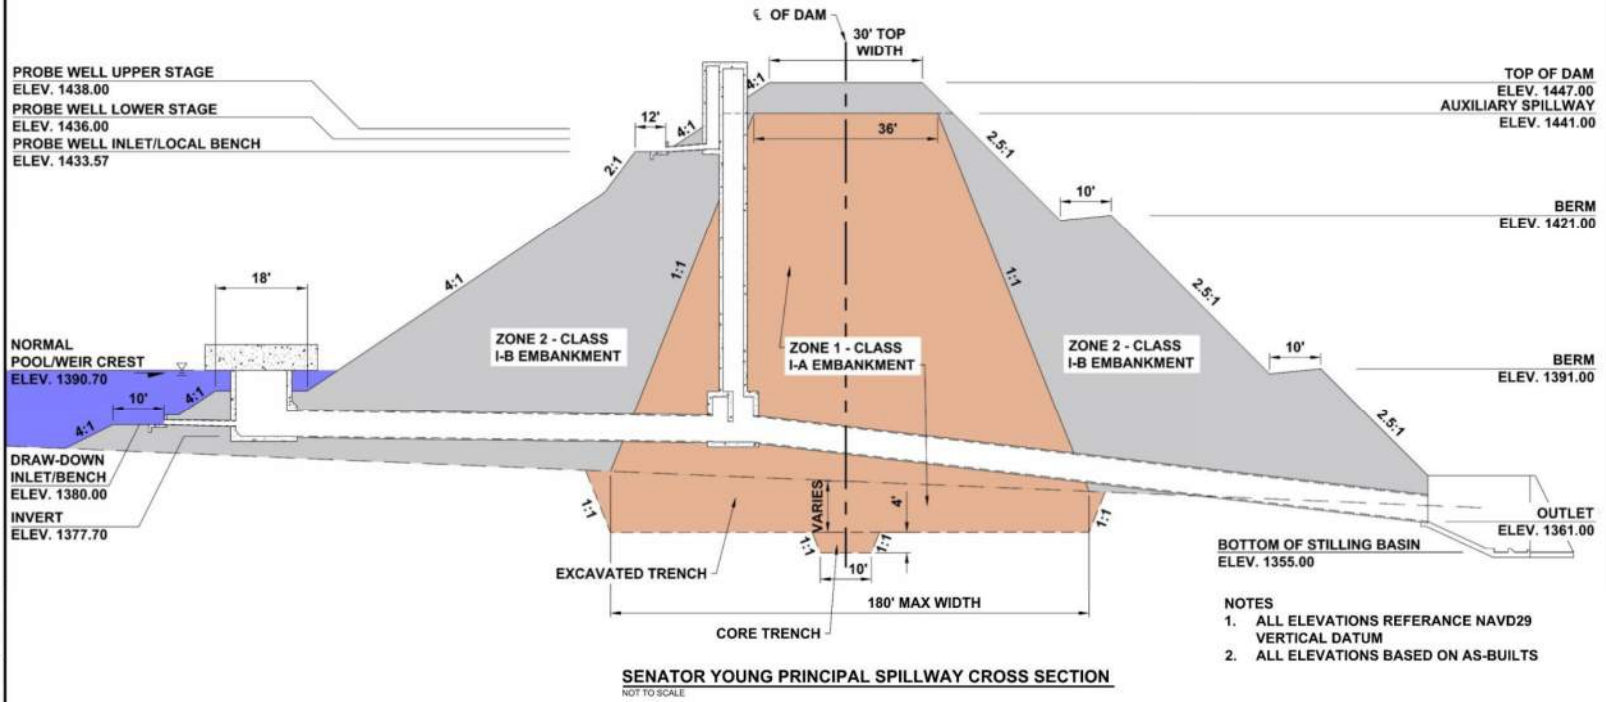 ℄ OF DAM
30' TOP
WIDTH
PROBE WELL UPPER STAGE
ELEV. 1438.00
PROBE WELL LOWER STAGE
ELEV. 1436.00
PROBE WELL INLET/LOCAL BENCH
ELEV. 1433.57
TOP OF DAM
ELEV. 1447.00
AUXILIARY SPILLWAY
ELEV. 1441.00
4:1
12'
4:1
36'
2:1
2.5:1
10'
BERM
ELEV. 1421.00
18'
4:1
1:1
1:1
2.5:1
NORMAL
POOL/WEIR CREST
ELEV. 1390.70
ZONE 2 - CLASS
I-B EMBANKMENT
ZONE 1 - CLASS
I-A EMBANKMENT
ZONE 2 - CLASS
I-B EMBANKMENT
10'
BERM
ELEV. 1391.00
10'
4:1
4:1
2.5:1
DRAW-DOWN
INLET/BENCH
ELEV. 1380.00
INVERT
ELEV. 1377.70
1:1
VARIES
4'
1:1
1:1
1:1
10'
OUTLET
ELEV. 1361.00
BOTTOM OF STILLING BASIN
ELEV. 1355.00
EXCAVATED TRENCH
180' MAX WIDTH
CORE TRENCH
NOTES
1. ALL ELEVATIONS REFERANCE NAVD29
VERTICAL DATUM
2. ALL ELEVATIONS BASED ON AS-BUILTS
SENATOR YOUNG PRINCIPAL SPILLWAY CROSS SECTION
NOT TO SCALE